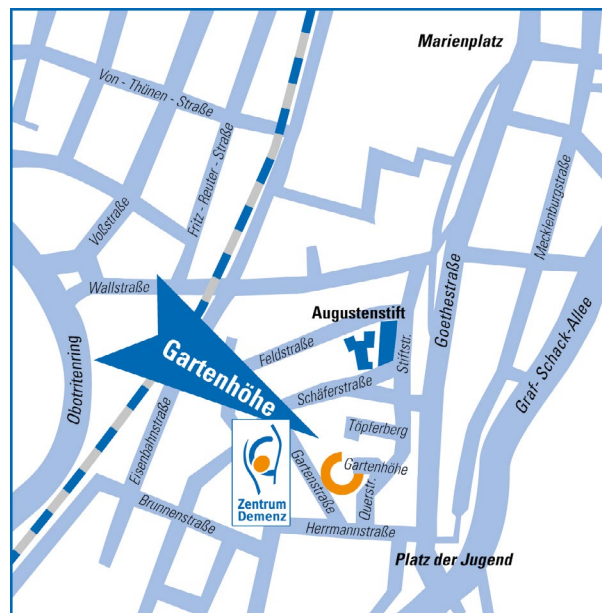 Marienplatz
Von - Thünen - Straße
Fritz - Reuter - Straße
Mecklenburgstraße
Voßstraße
Wallstraße
Goethestraße
Augustenstift
Graf- Schack-Allee
Feldstraße
Stiftstr.
Gartenhöhe
Obotritenring
Schäferstraße
Eisenbahnstraße
Töpferberg
Gartenstraße
Gartenhöhe
Querstr.
Zentrum
Demenz
Brunnenstraße
Herrmannstraße
Platz der Jugend